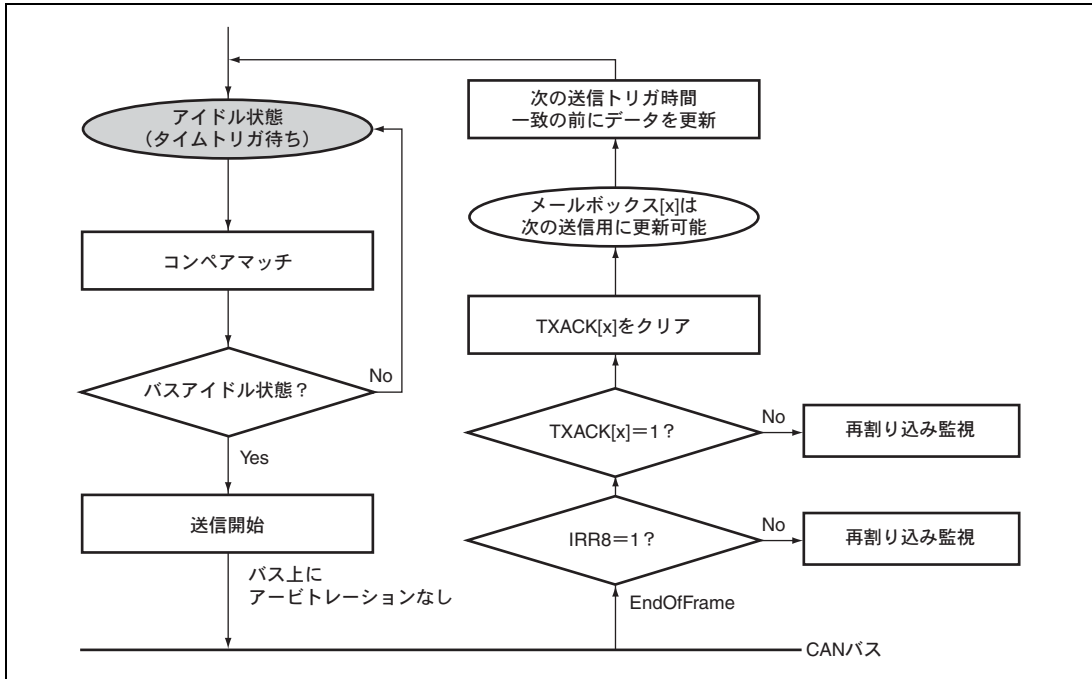 アイドル状態
（タイムトリガ待ち）
コンペアマッチ
バスアイドル状態？
No
Yes
送信開始
バス上に
アービトレーションなし
次の送信トリガ時間
一致の前にデータを更新
メールボックス[x]は
次の送信用に更新可能
TXACK[x]をクリア
TXACK[x]＝1？
No
再割り込み監視
IRR8＝1？
No
再割り込み監視
EndOfFrame
CANバス